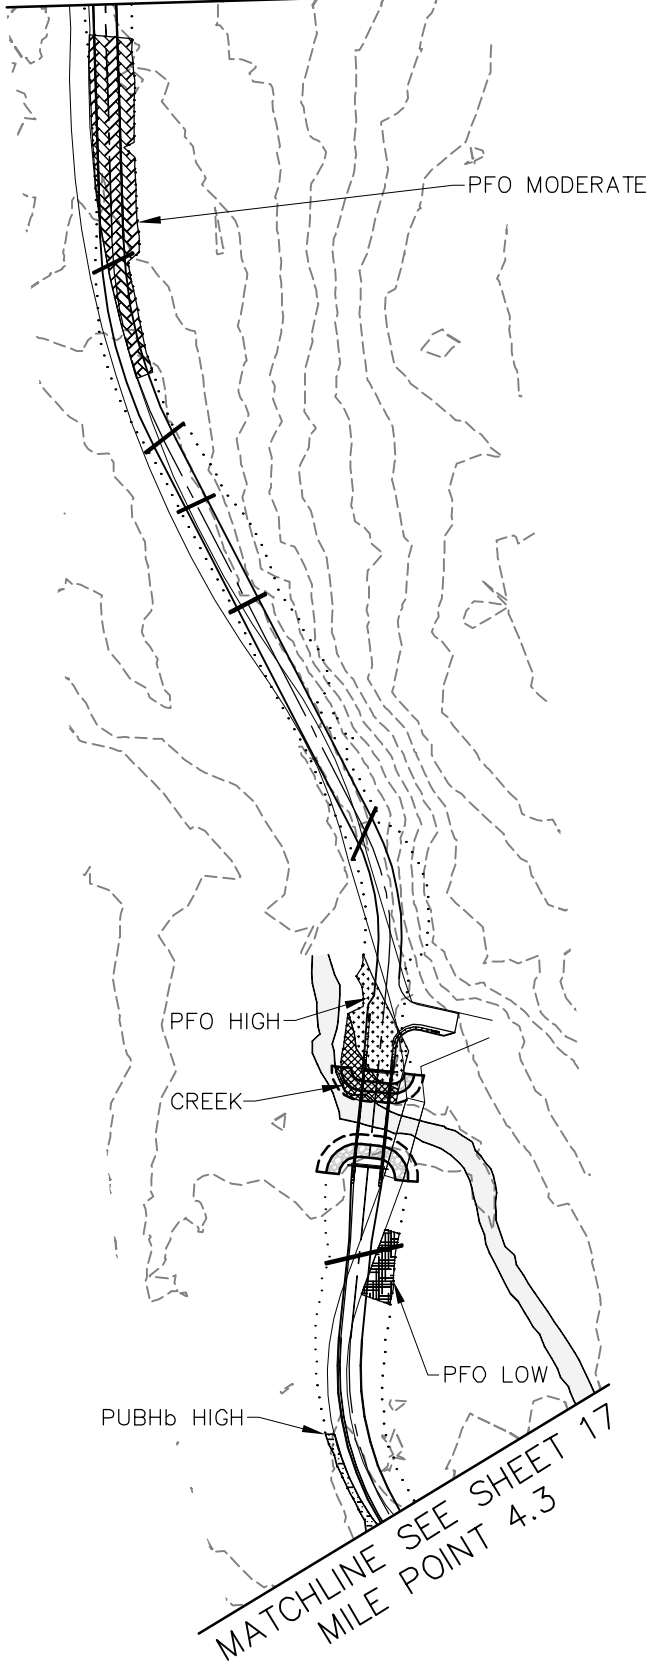 PFO MODERATE
PFO HIGH
CREEK
PFO LOW
PUBHb HIGH
MATCHLINE SEE SHEET 17
MILE POINT 4.3